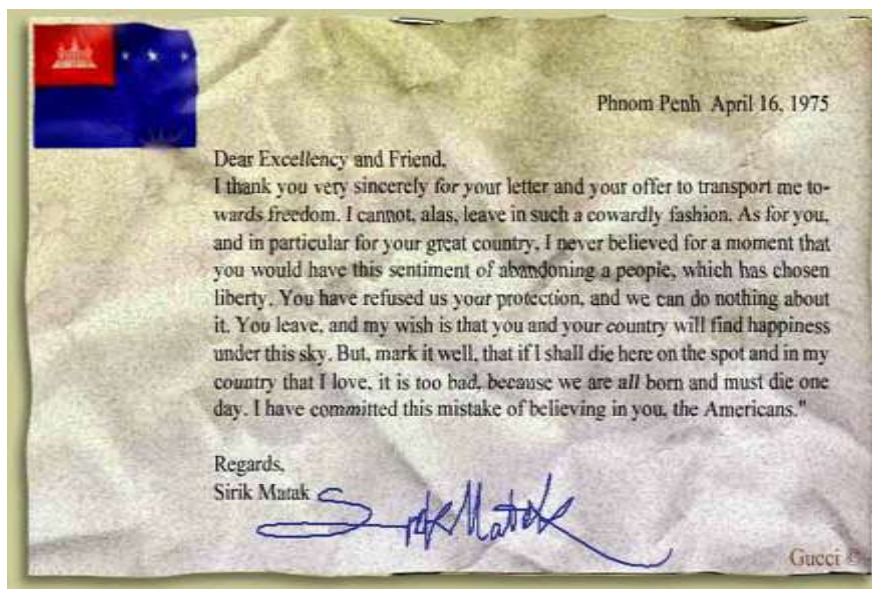 Phnom Penh April 16, 1975
Dear Excellency and Friend,
I thank you very sincerely for your letter and your offer to transport me to-
wards freedom. I cannot, alas, leave in such a cowardly fashion. As for you,
and in particular for your great country, I never believed for a moment that
you would have this sentiment of abandoning a people, which has chosen
liberty. You have refused us your protection, and we can do nothing about
it. You leave, and my wish is that you and your country will find happiness
under this sky. But, mark it well, that if I shall die here on the spot and in my
country that I love, it is too bad, because we are all born and must die one
day. I have committed this mistake of believing in you, the Americans."
Regards,
Sirik Matak
Sirik Matak
Gucci ©